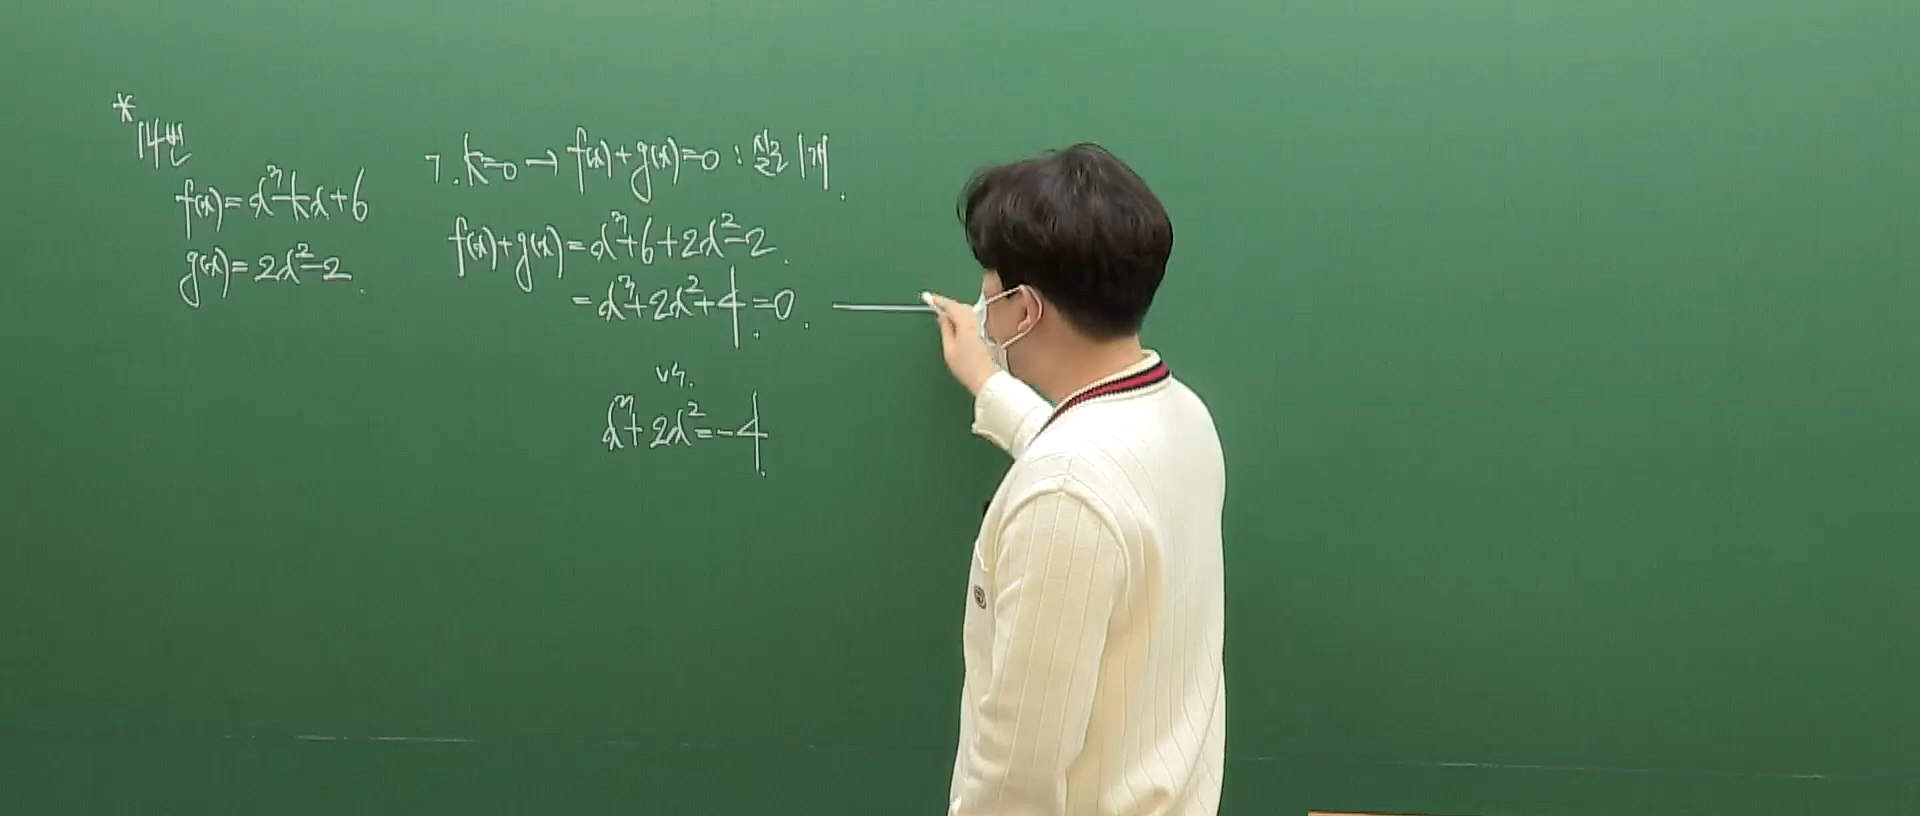 * 14번
f(x)=x³-kx+6
g(x)=2x²-2.
ㄱ. k=0 → f(x)+g(x)=0 : 실근 1개.
f(x)+g(x)=x³+6+2x²-2.
=x³+2x²+4=0.
vs.
x³+2x²=-4.